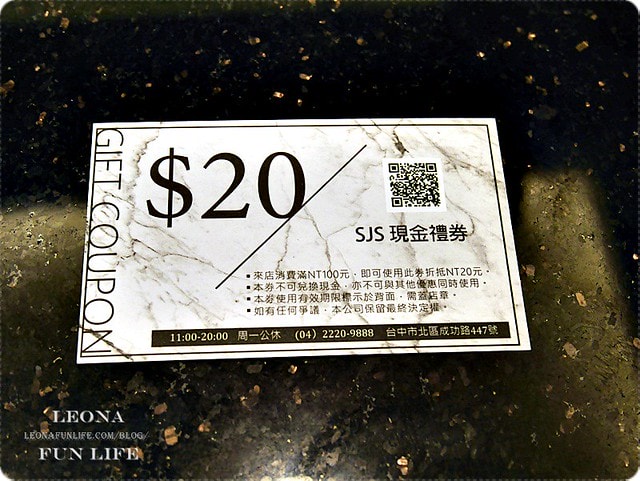 GIFT COUPON
$20
SJS 現金禮券
▪ 來店消費滿NT100元，即可使用此券折抵NT20元。
▪ 本券不可兌換現金，亦不可與其他優惠同時使用。
▪ 本券使用有效期限標示於背面，需蓋店章。
▪ 如有任何爭議，本公司保留最終決定權。
11:00-20:00 周一公休 (04) 2220-9888 台中市北區成功路447號
LEONA
LEONAFUNLIFE.COM/BLOG/
FUN LIFE